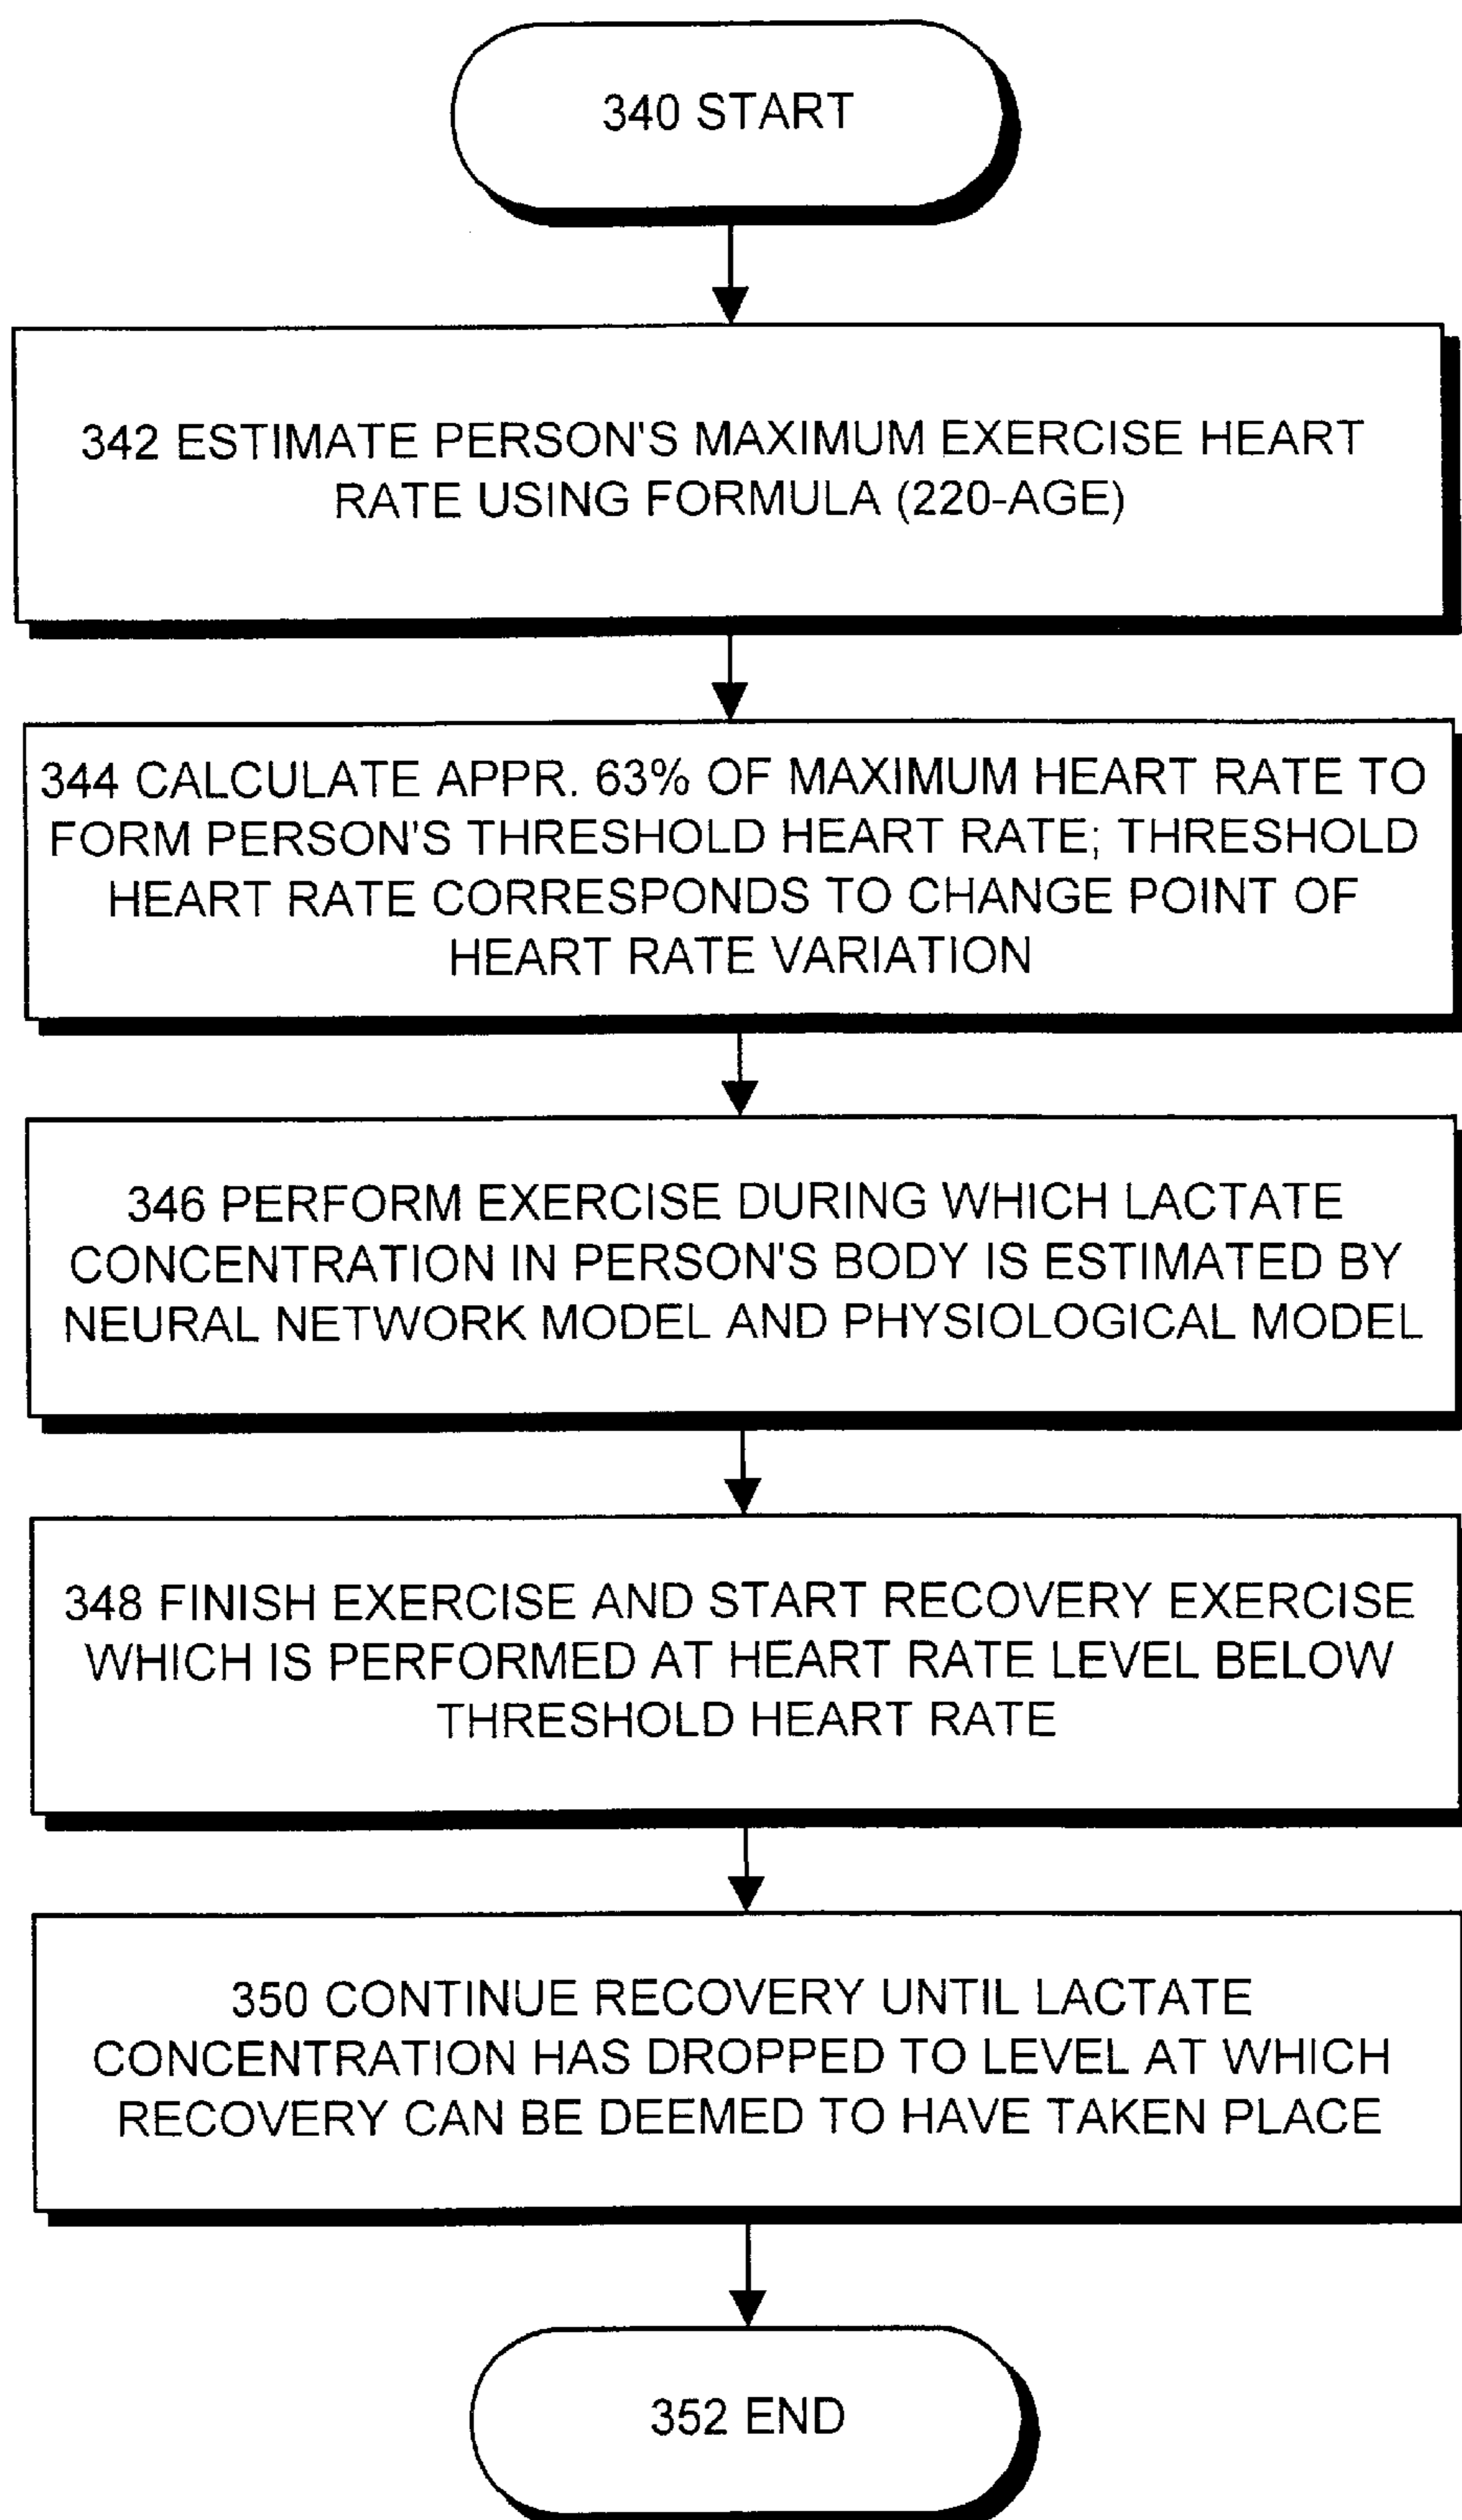 340 START
342 ESTIMATE PERSON'S MAXIMUM EXERCISE HEART
RATE USING FORMULA (220-AGE)
344 CALCULATE APPR. 63% OF MAXIMUM HEART RATE TO
FORM PERSON'S THRESHOLD HEART RATE; THRESHOLD
HEART RATE CORRESPONDS TO CHANGE POINT OF
HEART RATE VARIATION
346 PERFORM EXERCISE DURING WHICH LACTATE
CONCENTRATION IN PERSON'S BODY IS ESTIMATED BY
NEURAL NETWORK MODEL AND PHYSIOLOGICAL MODEL
348 FINISH EXERCISE AND START RECOVERY EXERCISE
WHICH IS PERFORMED AT HEART RATE LEVEL BELOW
THRESHOLD HEART RATE
350 CONTINUE RECOVERY UNTIL LACTATE
CONCENTRATION HAS DROPPED TO LEVEL AT WHICH
RECOVERY CAN BE DEEMED TO HAVE TAKEN PLACE
352 END